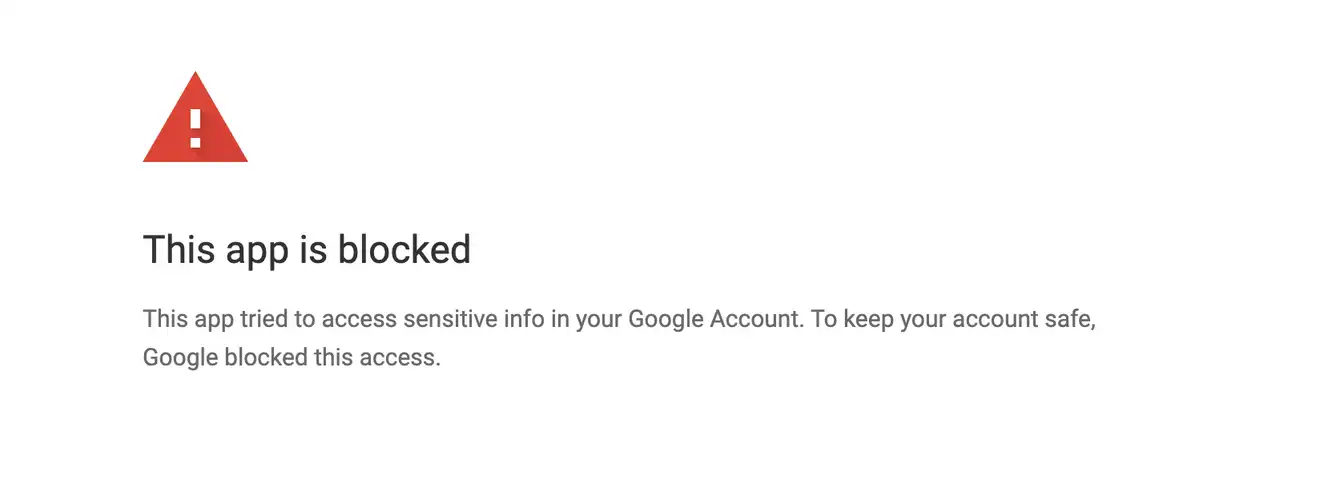 This app is blocked
This app tried to access sensitive info in your Google Account. To keep your account safe,
Google blocked this access.